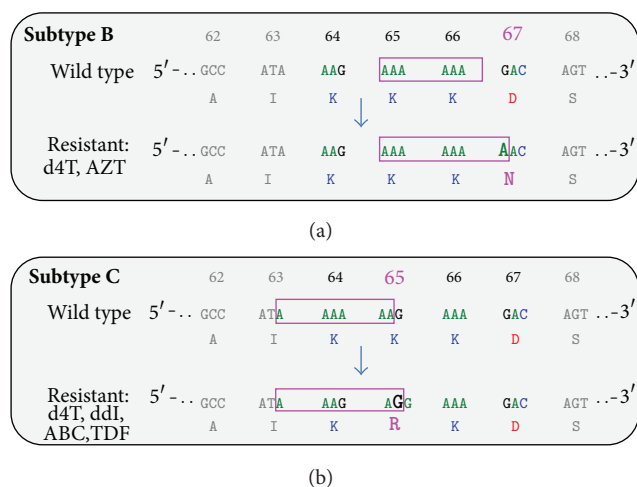 Subtype B 62 63 64 65 66 67 68
Wild type 5′ – ·· GCC ATA AAG AAA AAA GAC AGT ··–3′
A I K K K D S
Resistant: 5′ – ·· GCC ATA AAG AAA AAA AAC AGT ··–3′
d4T, AZT A I K K K N S
(a)
Subtype C 62 63 64 65 66 67 68
Wild type 5′ – ·· GCC ATA AAA AAG AAA GAC AGT ··–3′
A I K K K D S
Resistant: 5′ – ·· GCC ATA AAG AGG AAA GAC AGT ··–3′
d4T, ddI,
ABC,TDF A I K R K D S
(b)